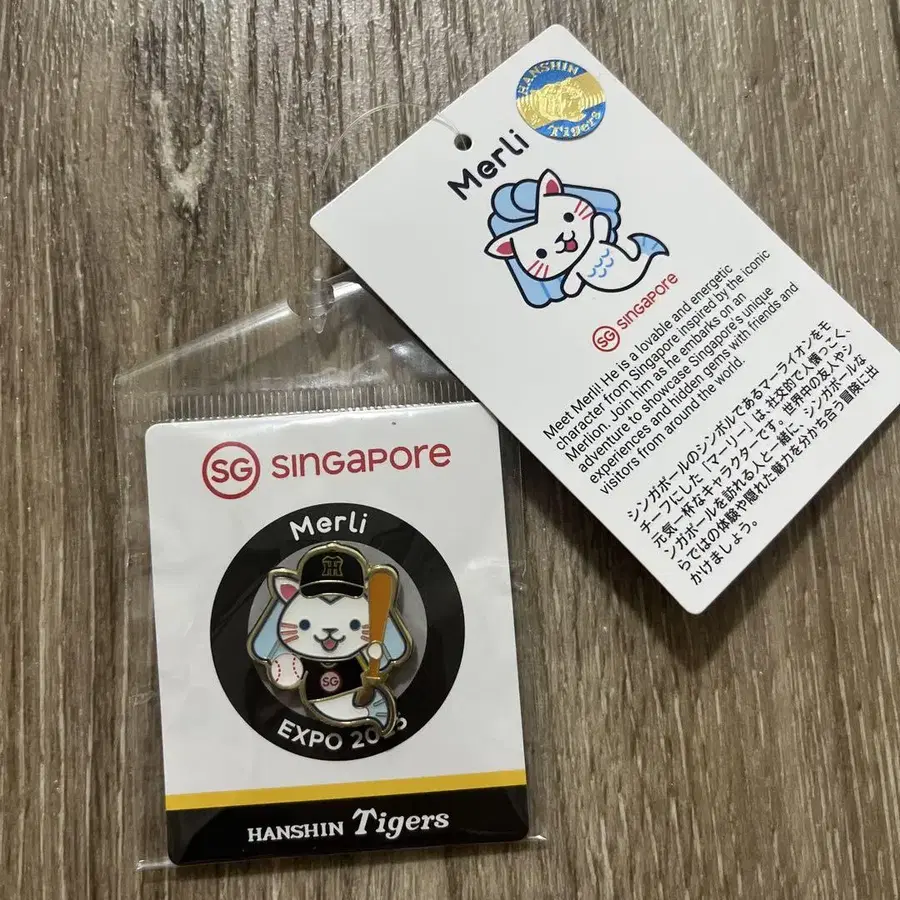 SG SINGAPORE
Merli
SG
EXPO 20
HANSHIN Tigers
HANSHIN
Tigers
Merli
SG SINGAPORE
Meet Merli! He is a lovable and energetic
character from Singapore inspired by the iconic
Merlion. Join him as he embarks on an
adventure to showcase Singapore's unique
experiences and hidden gems with friends and
visitors from around the world.
シンガポールのシンボルであるマーライオンをモ
チーフにした「マーリー」は、社交的で人懐っこく、
元気一杯なキャラクターです。世界中の友人やシ
ンガポールを訪れる人と一緒に、シンガポールな
らではの体験や隠れた魅力を分かち合う冒険に出
かけましょう。